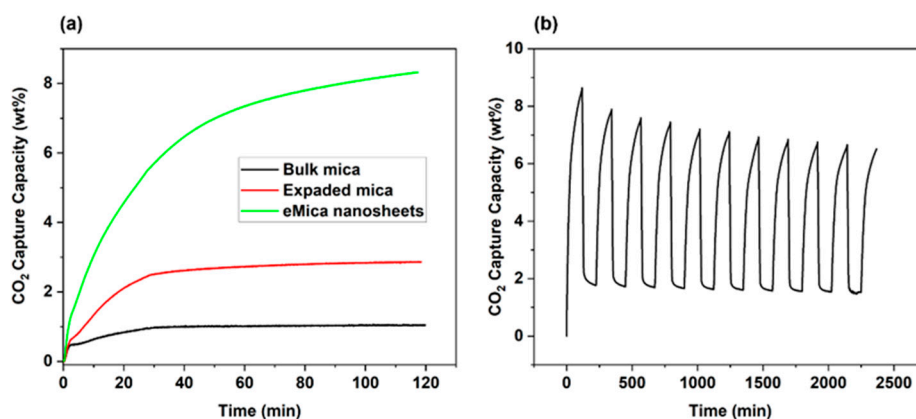 (a)
8
6
4
2
0
CO₂ Capture Capacity (wt%)
Bulk mica
Expaded mica
eMica nanosheets
0 20 40 60 80 100 120
Time (min)
(b)
10
8
6
4
2
0
CO₂ Capture Capacity (wt%)
0 500 1000 1500 2000 2500
Time (min)